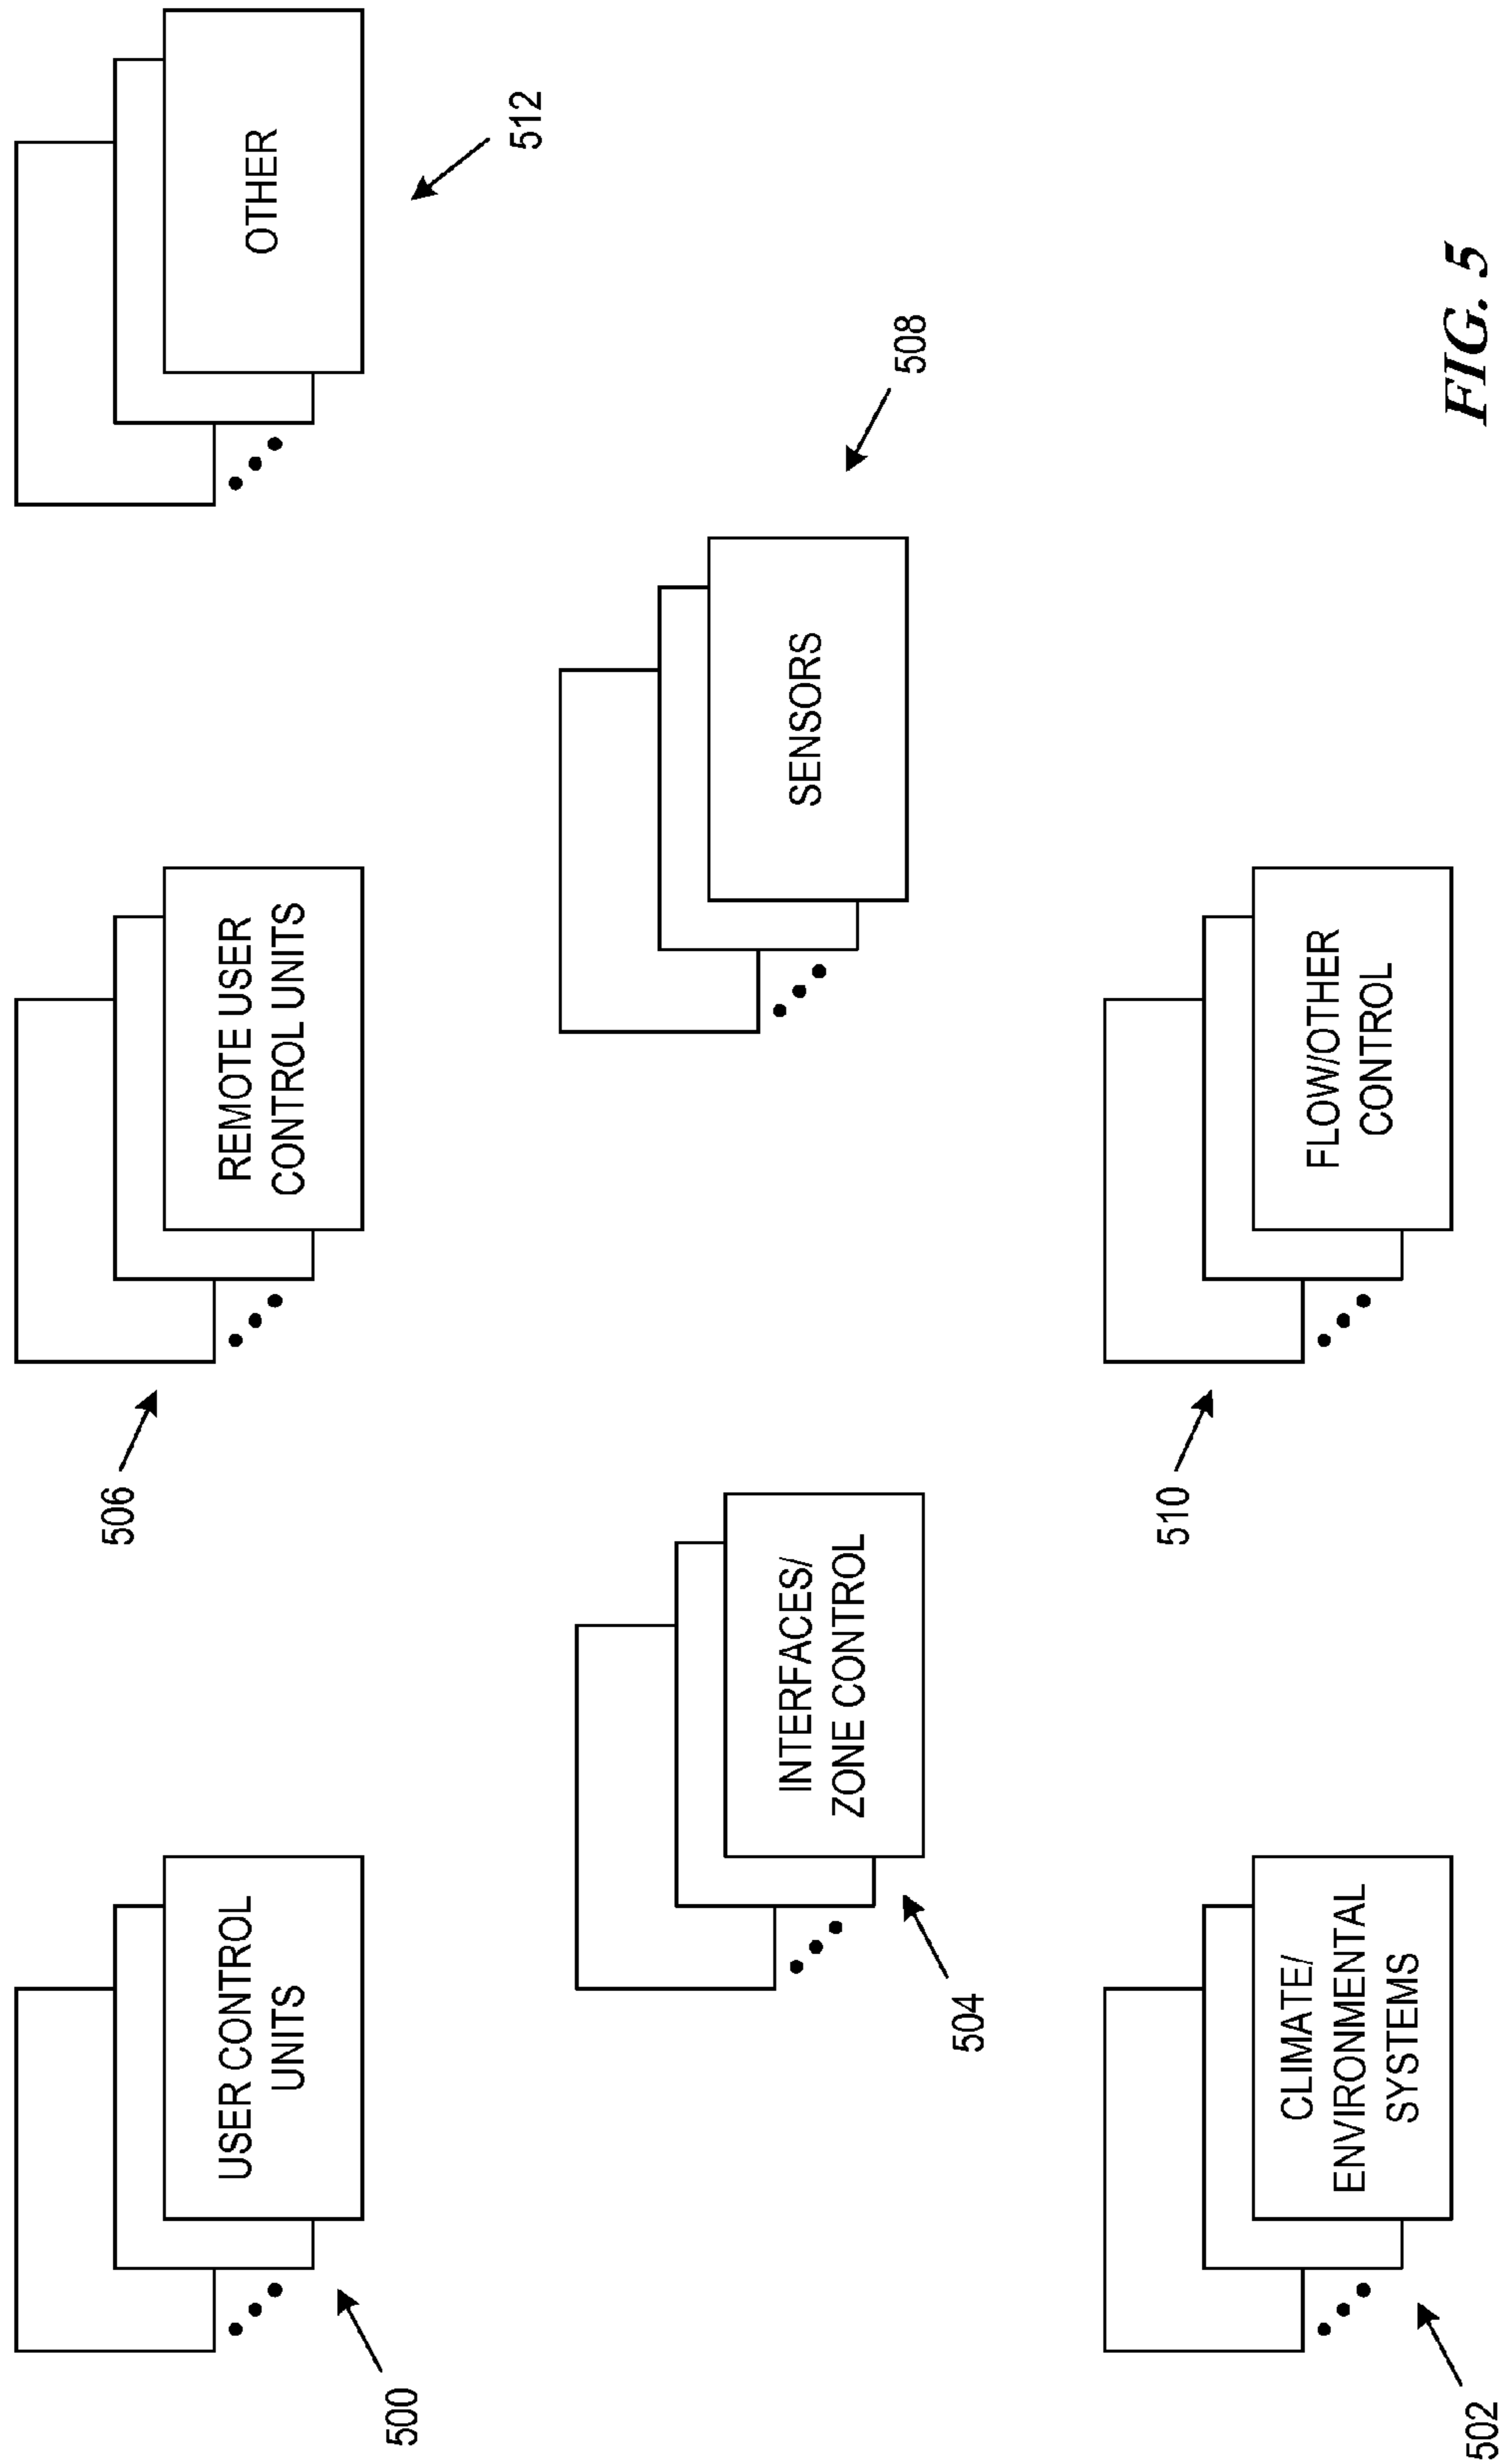 USER CONTROL
UNITS
500
REMOTE USER
CONTROL UNITS
506
OTHER
512
INTERFACES/
ZONE CONTROL
504
SENSORS
508
CLIMATE/
ENVIRONMENTAL
SYSTEMS
502
FLOW/OTHER
CONTROL
510
FIG. 5